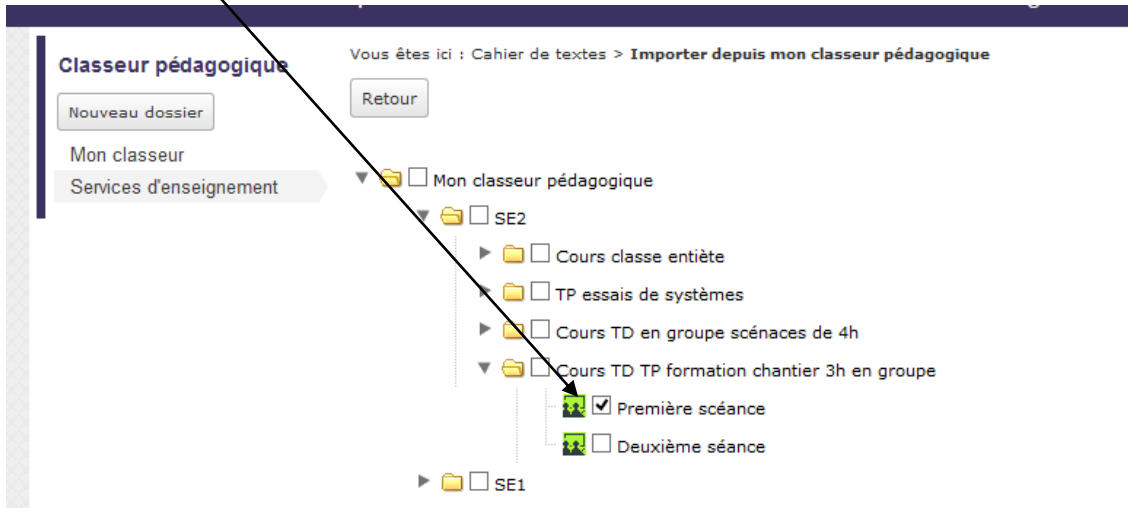 Classeur pédagogique
Nouveau dossier
Mon classeur
Services d'enseignement
Vous êtes ici : Cahier de textes > Importer depuis mon classeur pédagogique
Retour
Mon classeur pédagogique
SE2
Cours classe entiète
TP essais de systèmes
Cours TD en groupe scénaces de 4h
Cours TD TP formation chantier 3h en groupe
Première scéance
Deuxième séance
SE1